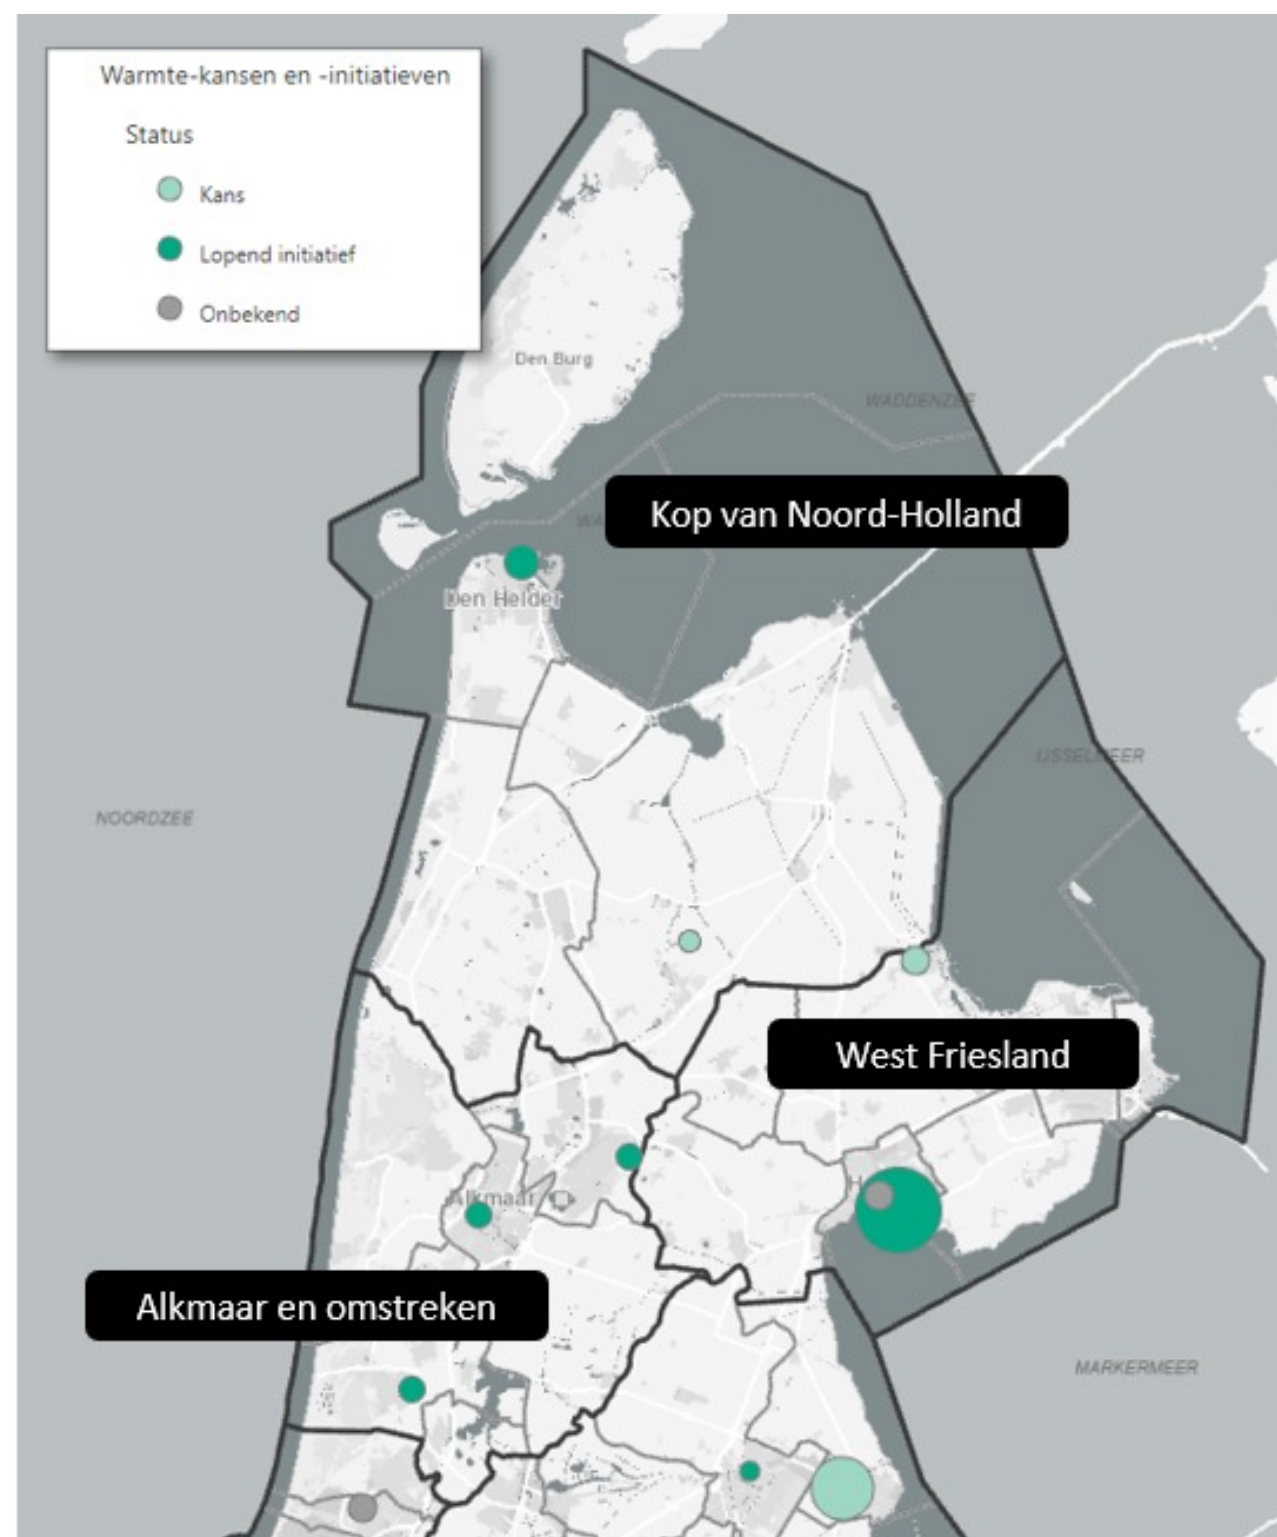 Warmte-kansen en -initiatieven
Status
Kans
Lopend initiatief
Onbekend
Den Burg
WADDENZEE
Kop van Noord-Holland
Den Helder
IJSSELMEER
NOORDZEE
West Friesland
Alkmaar
Alkmaar en omstreken
MARKERMEER